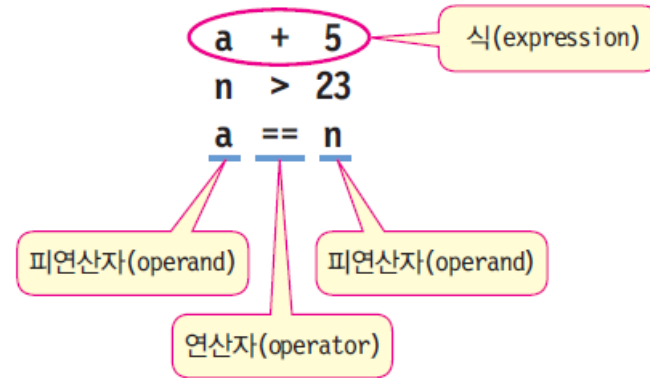 a + 5
식(expression)
n > 23
a == n
피연산자(operand)
피연산자(operand)
연산자(operator)